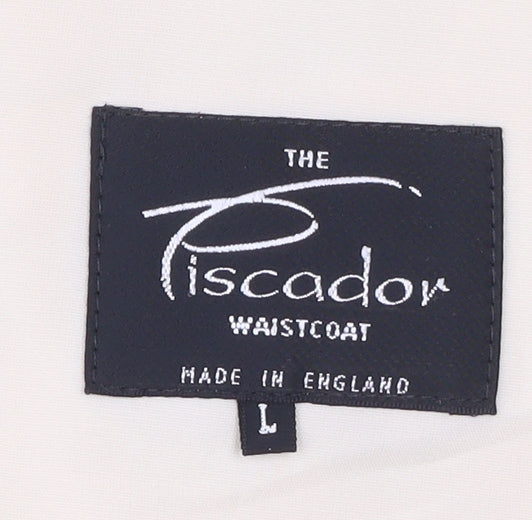 THE
Piscador
WAISTCOAT
MADE IN ENGLAND
L